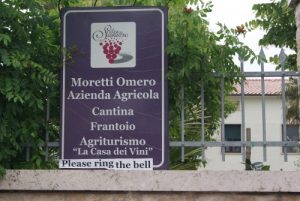 Moretti Omero
Azienda Agricola
Cantina
Frantoio
Agriturismo
"La Casa dei Vini"
Please ring the bell